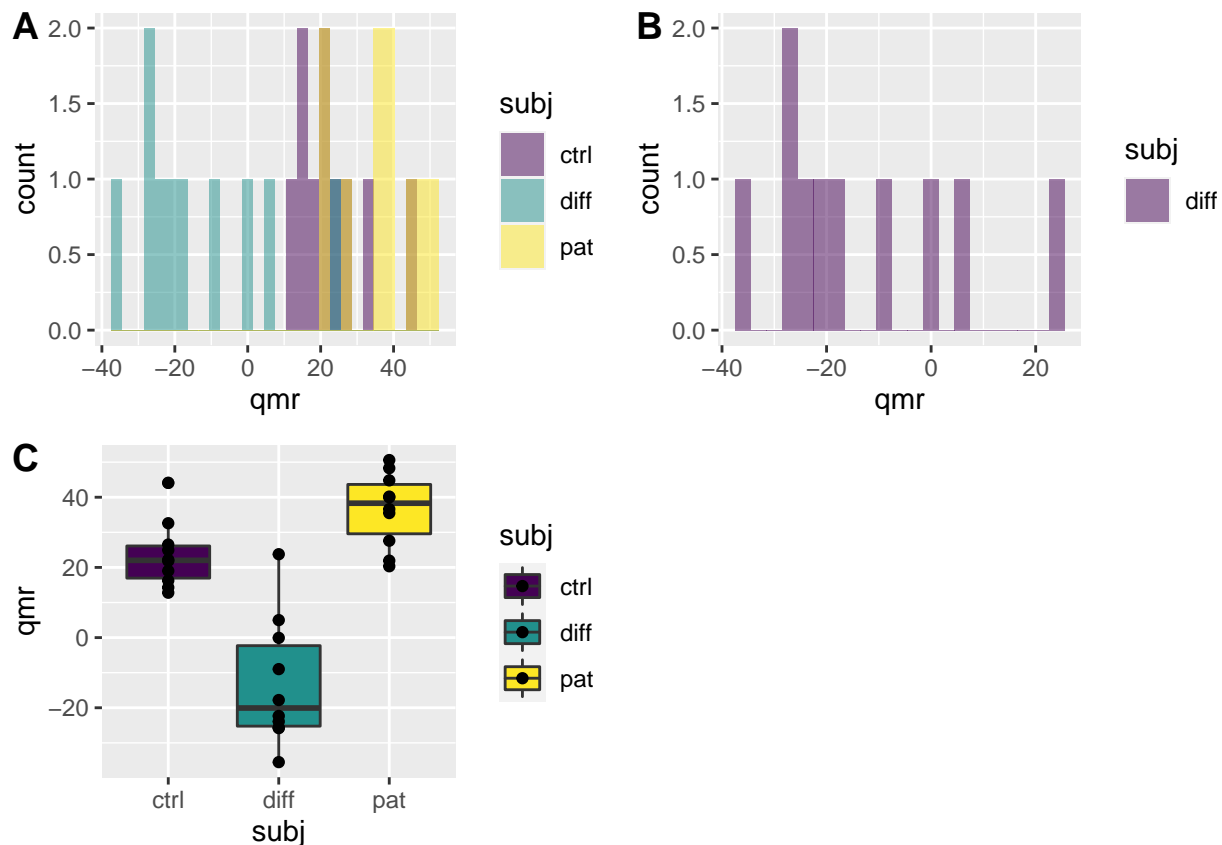 A
2.0
1.5
1.0
0.5
0.0
count
−40 −20 0 20 40
qmr
subj
ctrl
diff
pat
B
2.0
1.5
1.0
0.5
0.0
count
−40 −20 0 20
qmr
subj
diff
C
40
20
0
−20
qmr
ctrl diff pat
subj
subj
ctrl
diff
pat